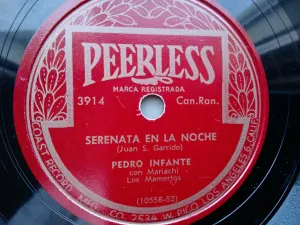 PEERLESS
MARCA REGISTRADA
3914
Can.Ran.
SERENATA EN LA NOCHE
(Juan S. Garrido)
PEDRO INFANTE
con Mariachi
Los Mamertos
(10558-52)
COAST RECORD MFG. CO. 2534 W. PICO, LOS ANGELES 6, CALIF.